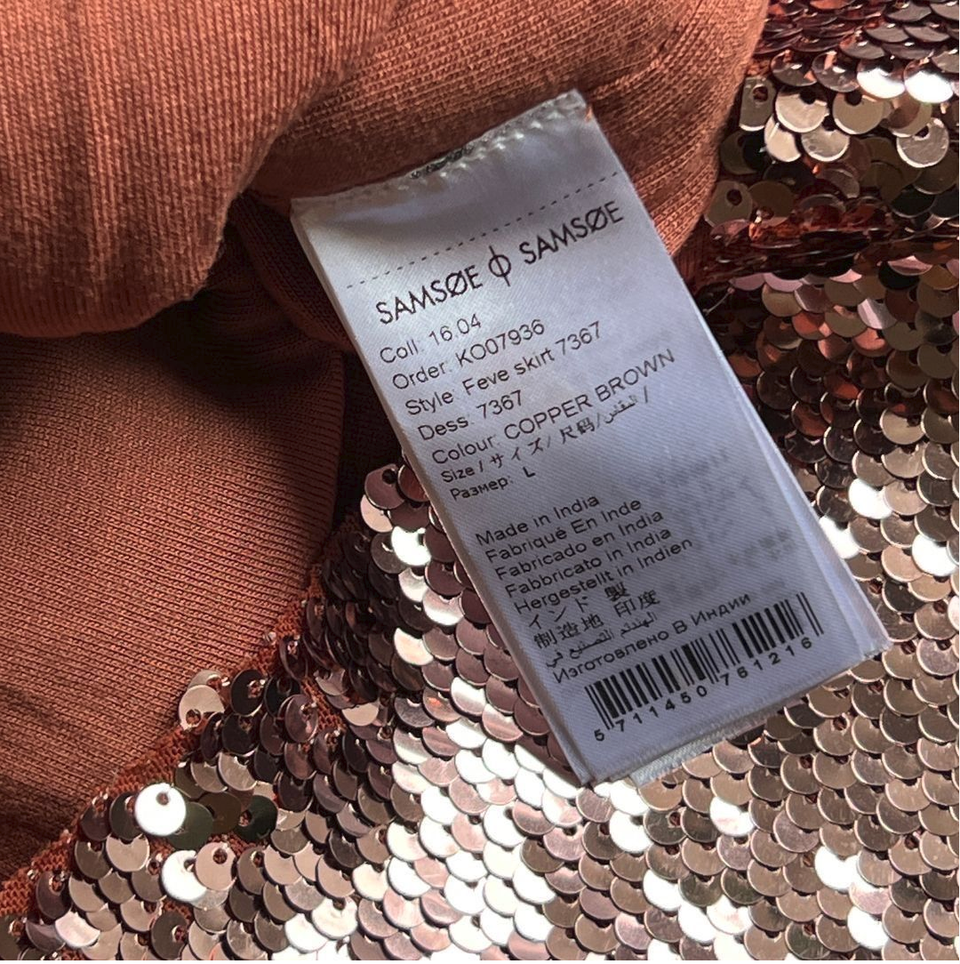 SAMSØE ⏀ SAMSØE
Coll: 16.04
Order: KO07936
Style: Feve skirt 7367
Dess: 7367
Colour: COPPER BROWN
Size / サイズ / 尺码 / المقاس /
Размер: L
Made in India
Fabriqué En Inde
Fabricado en India
Fabbricato in India
Hergestellt in Indien
インド 製
制造地 印度
Изготовлено В Индии
5711450761216